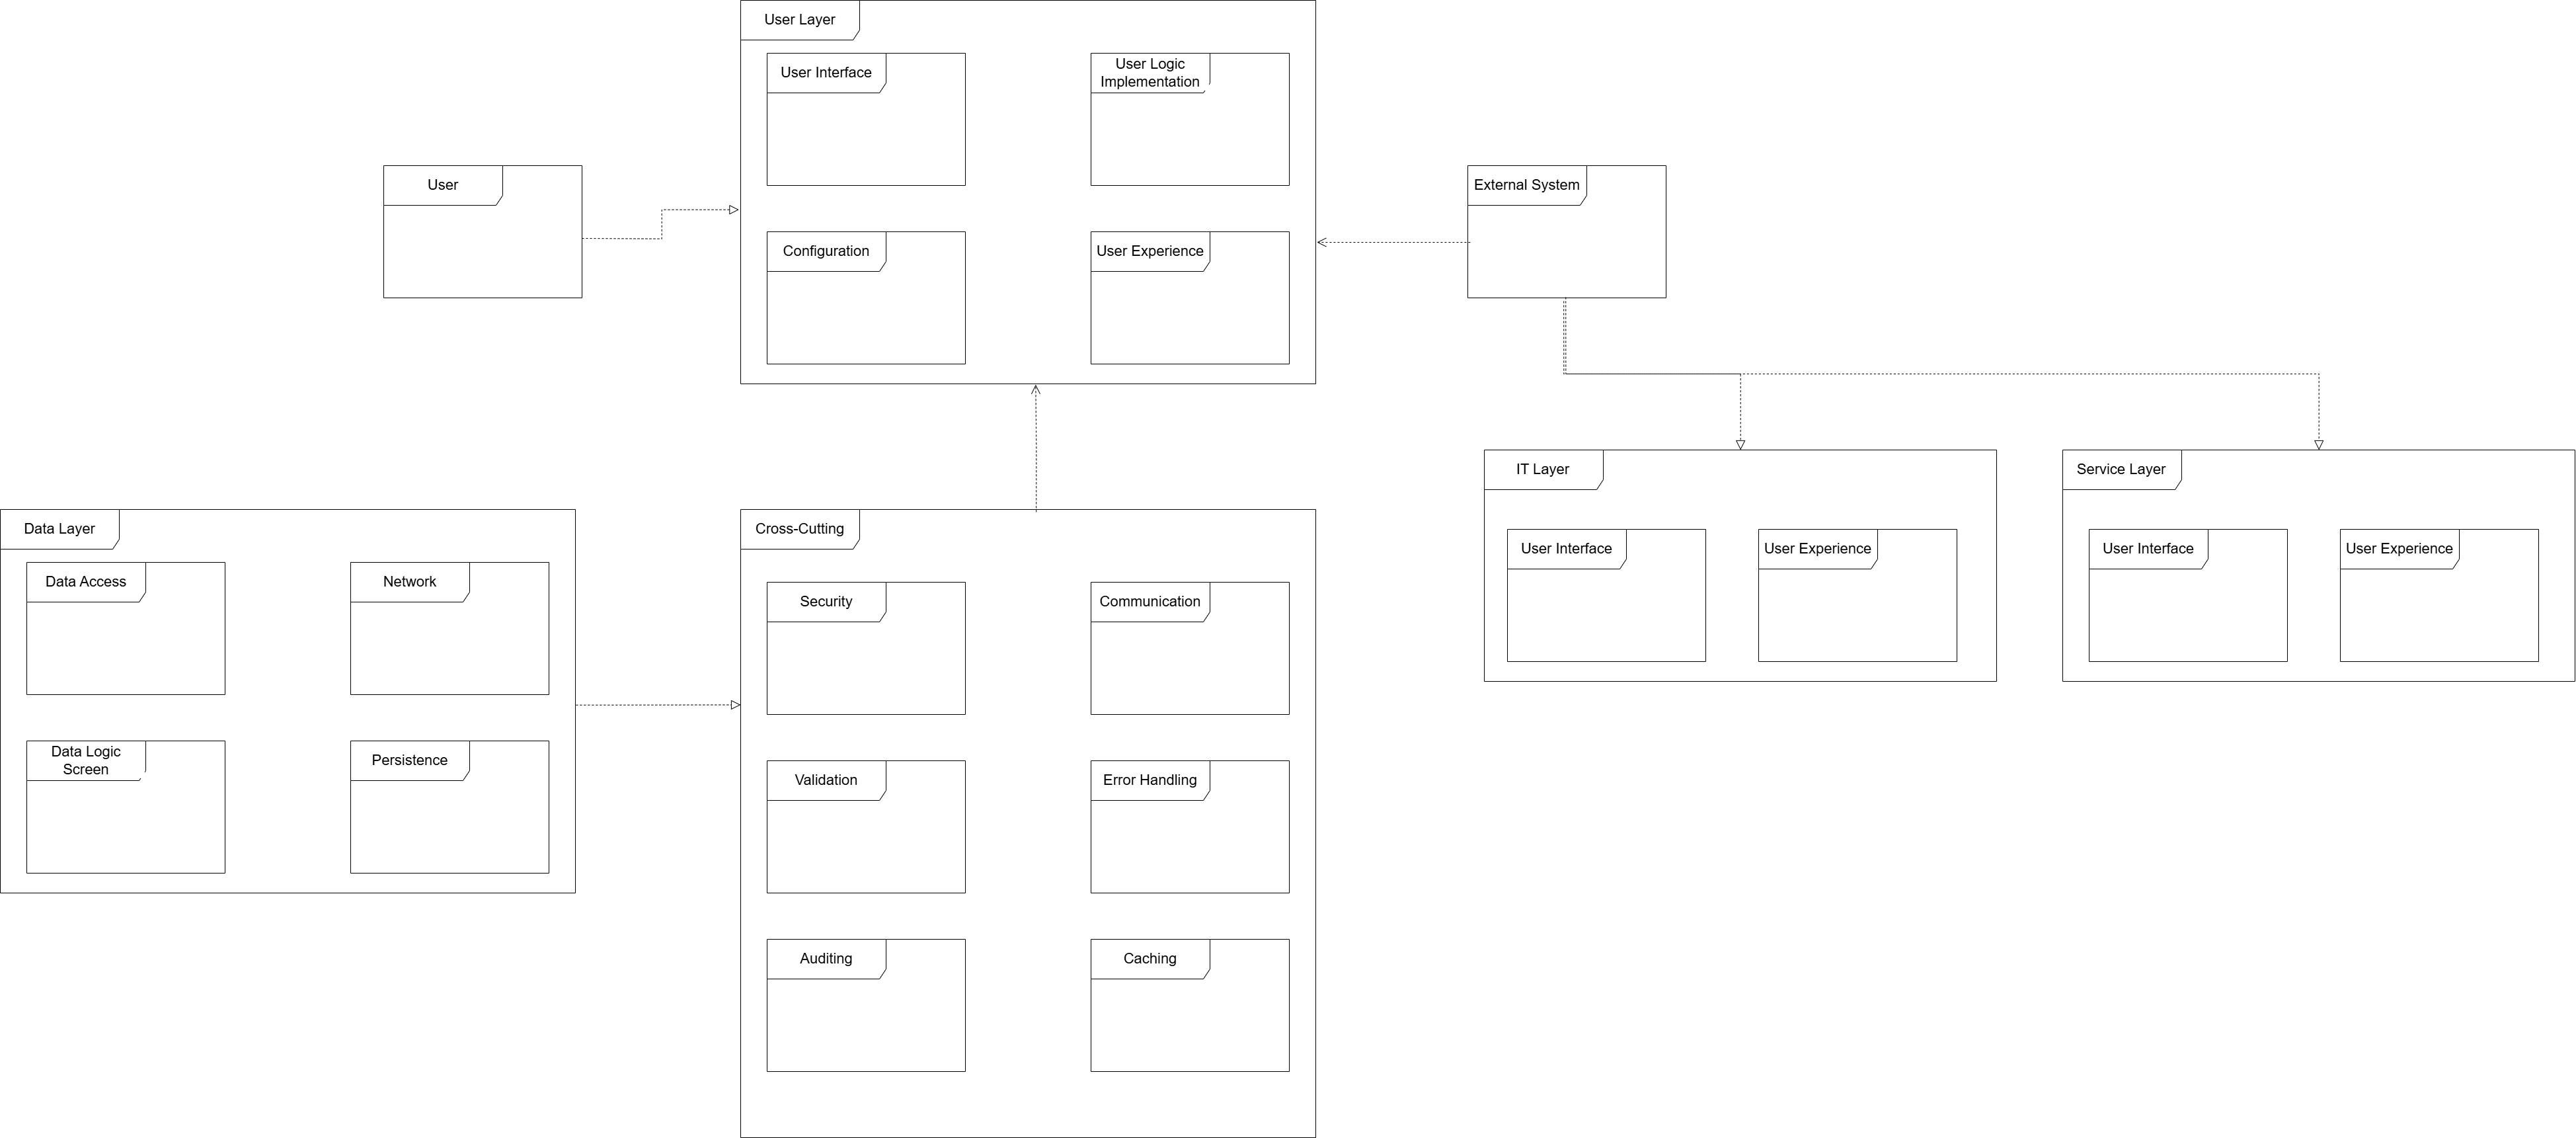 User Layer
User Interface
User Logic
Implementation
User
External System
Configuration
User Experience
IT Layer
Service Layer
Data Layer
Cross-Cutting
User Interface
User Experience
User Interface
User Experience
Data Access
Network
Security
Communication
Data Logic
Screen
Persistence
Validation
Error Handling
Auditing
Caching